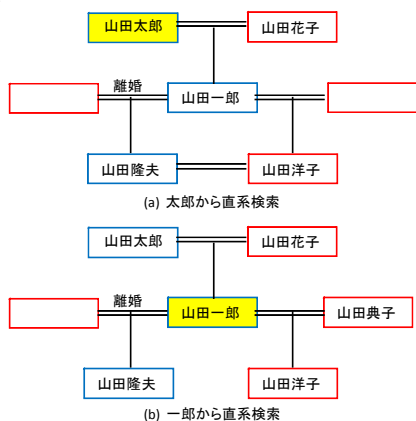 山田太郎 山田花子
離婚
山田一郎
山田隆夫 山田洋子
(a) 太郎から直系検索
山田太郎 山田花子
離婚
山田一郎 山田典子
山田隆夫 山田洋子
(b) 一郎から直系検索